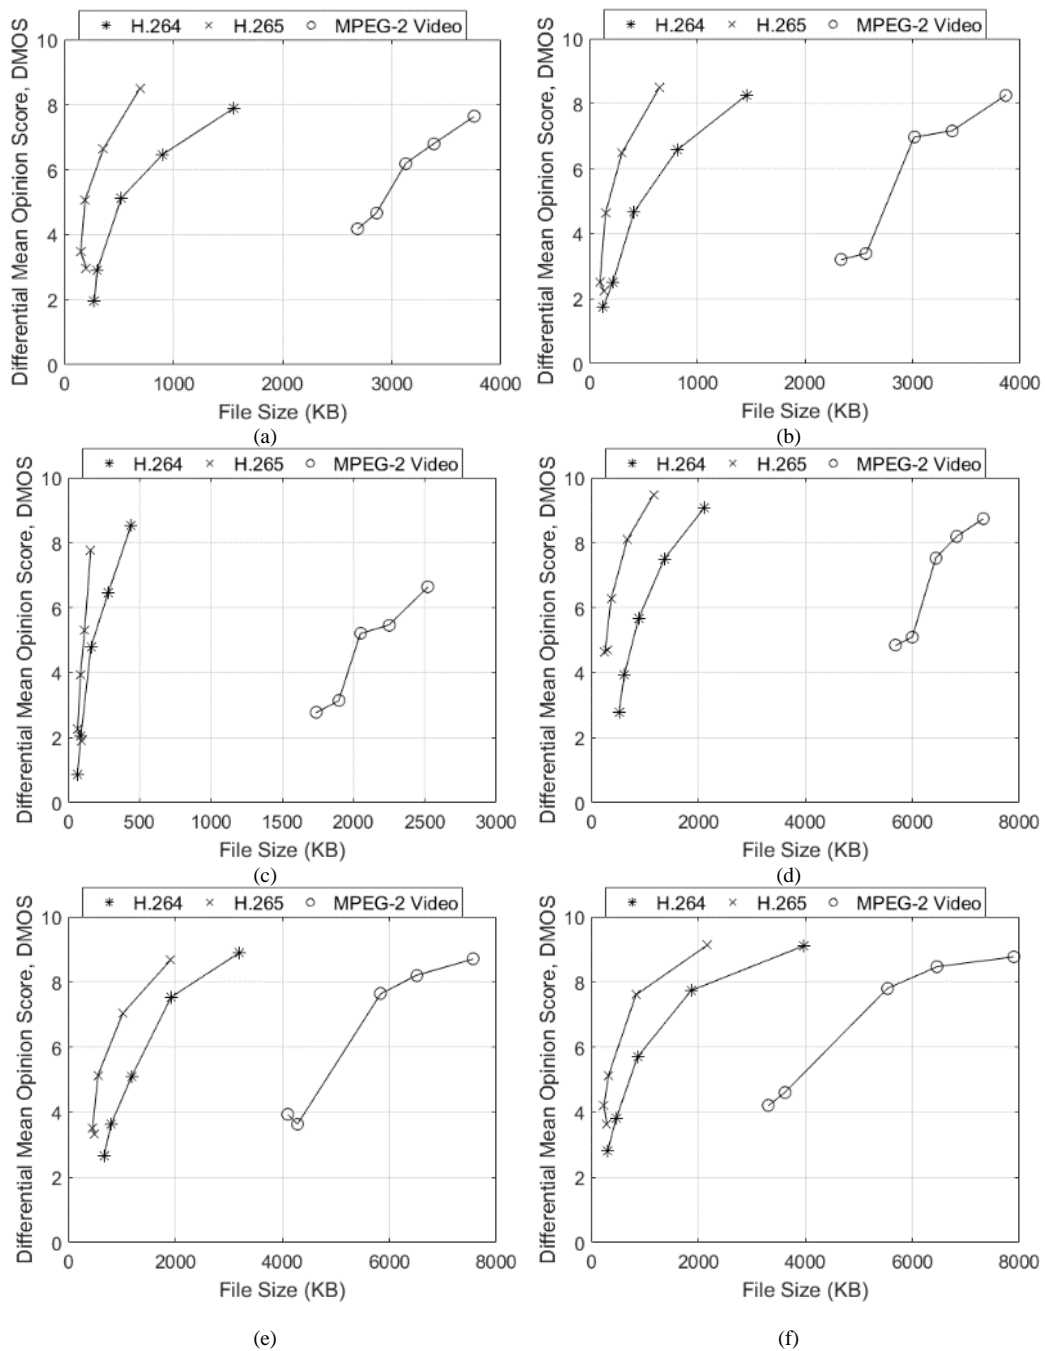 H.264 H.265 MPEG-2 Video
Differential Mean Opinion Score, DMOS
10
8
6
4
2
0
0 1000 2000 3000 4000
File Size (KB)
(a)
H.264 H.265 MPEG-2 Video
Differential Mean Opinion Score, DMOS
10
8
6
4
2
0
0 1000 2000 3000 4000
File Size (KB)
(b)
H.264 H.265 MPEG-2 Video
Differential Mean Opinion Score, DMOS
10
8
6
4
2
0
0 500 1000 1500 2000 2500 3000
File Size (KB)
(c)
H.264 H.265 MPEG-2 Video
Differential Mean Opinion Score, DMOS
10
8
6
4
2
0
0 2000 4000 6000 8000
File Size (KB)
(d)
H.264 H.265 MPEG-2 Video
Differential Mean Opinion Score, DMOS
10
8
6
4
2
0
0 2000 4000 6000 8000
File Size (KB)
(e)
H.264 H.265 MPEG-2 Video
Differential Mean Opinion Score, DMOS
10
8
6
4
2
0
0 2000 4000 6000 8000
File Size (KB)
(f)